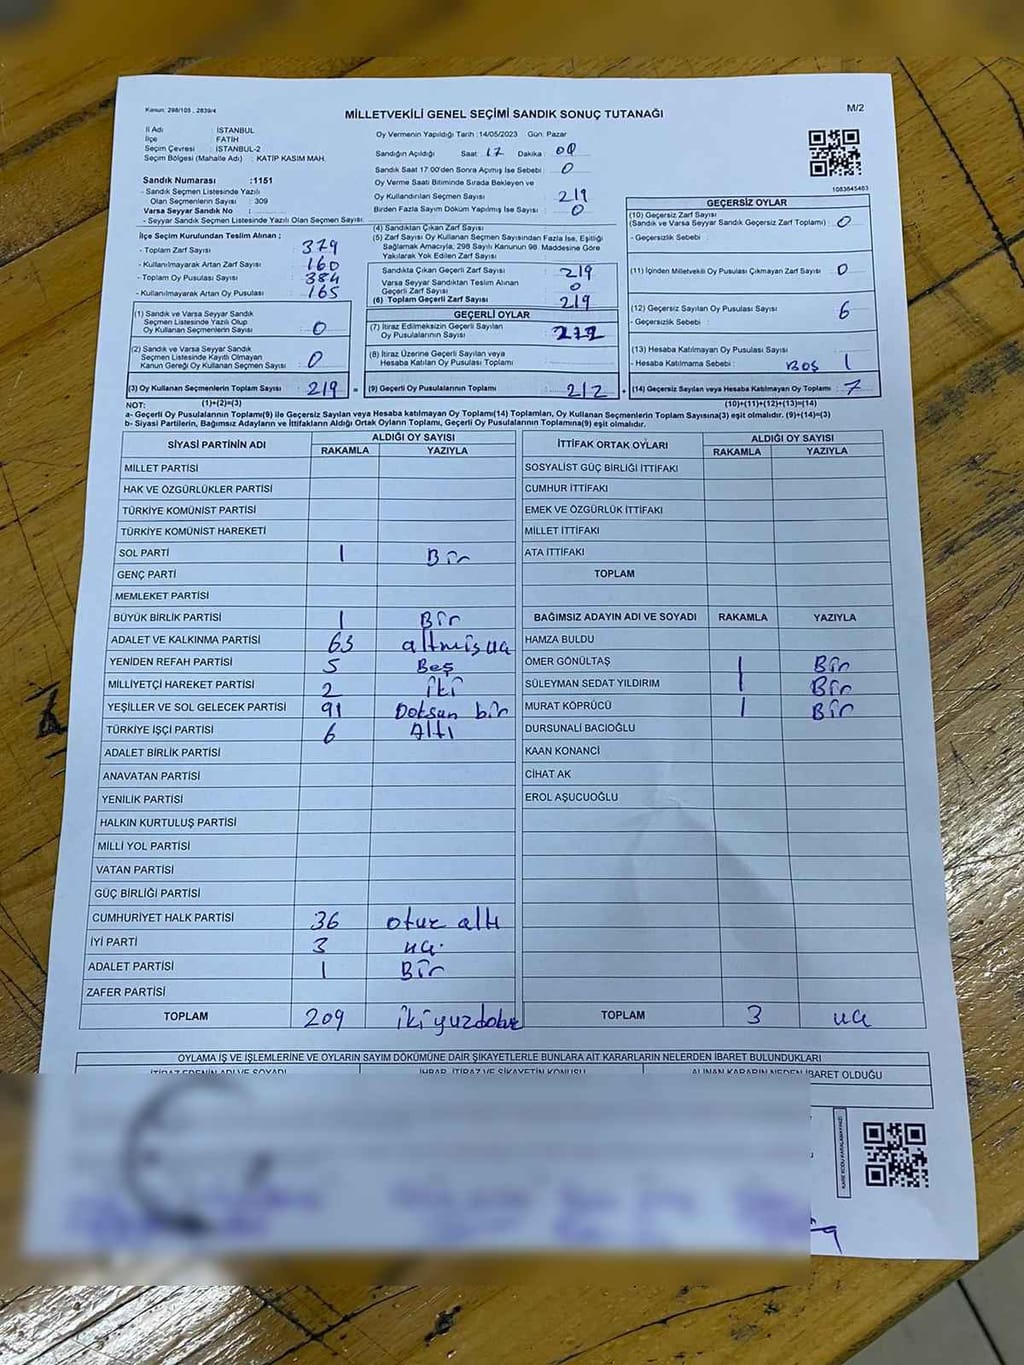 Kanun: 298/105 , 2839/4
MİLLETVEKİLİ GENEL SEÇİMİ SANDIK SONUÇ TUTANAĞI
M/2
İl Adı : İSTANBUL
İlçe : FATİH
Seçim Çevresi : İSTANBUL-2
Seçim Bölgesi (Mahalle Adı) : KATİP KASIM MAH.
Sandık Numarası :1151
- Sandık Seçmen Listesinde Yazılı
Olan Seçmenlerin Sayısı : 309
Varsa Seyyar Sandık No :
- Seyyar Sandık Seçmen Listesinde Yazılı Olan Seçmen Sayısı:
Oy Vermenin Yapıldığı Tarih :14/05/2023 Gün: Pazar
Sandığın Açıldığı Saat 17 Dakika : 00
Sandık Saat 17:00'den Sonra Açımış İse Sebebi : 0
Oy Verme Saati Bitiminde Sırada Bekleyen ve
Oy Kullandırılan Seçmen Sayısı : 219
Birden Fazla Sayım Döküm Yapılmış İse Sayısı : 0
1083645463
İlçe Seçim Kurulundan Teslim Alınan ;
- Toplam Zarf Sayısı : 379
- Kullanılmayarak Artan Zarf Sayısı : 160
- Toplam Oy Pusulası Sayısı : 384
- Kullanılmayarak Artan Oy Pusulası : 165
(1) Sandık ve Varsa Seyyar Sandık
Seçmen Listesinde Yazılı Olup
Oy Kullanan Seçmenlerin Sayısı : 0
(2) Sandık ve Varsa Seyyar Sandık
Seçmen Listesinde Kayıtlı Olmayan
Kanun Gereği Oy Kullanan Seçmen Sayısı : 0
(3) Oy Kullanan Seçmenlerin Toplam Sayısı : 219 =
(1)+(2)=(3)
(4) Sandıktan Çıkan Zarf Sayısı :
(5) Zarf Sayısı Oy Kullanan Seçmen Sayısından Fazla İse, Eşitliği
Sağlamak Amacıyla, 298 Sayılı Kanunun 98. Maddesine Göre
Yakılarak Yok Edilen Zarf Sayısı :
Sandıkta Çıkan Geçerli Zarf Sayısı : 219
Varsa Seyyar Sandıktan Teslim Alınan
Geçerli Zarf Sayısı : 0
(6) Toplam Geçerli Zarf Sayısı : 219
GEÇERLİ OYLAR
(7) İtiraz Edilmeksizin Geçerli Sayılan
Oy Pusulalarının Sayısı : 212
(8) İtiraz Üzerine Geçerli Sayılan veya
Hesaba Katılan Oy Pusulası Toplamı :
(9) Geçerli Oy Pusulalarının Toplamı : 212 +
GEÇERSİZ OYLAR
(10) Geçersiz Zarf Sayısı
(Sandık ve Varsa Seyyar Sandık Geçersiz Zarf Toplamı) : 0
- Geçersizlik Sebebi :
(11) İçinden Milletvekili Oy Pusulası Çıkmayan Zarf Sayısı : 0
(12) Geçersiz Sayılan Oy Pusulası Sayısı : 6
- Geçersizlik Sebebi :
(13) Hesaba Katılmayan Oy Pusulası Sayısı :
- Hesaba Katılmama Sebebi : BOŞ 1
(14) Geçersiz Sayılan veya Hesaba Katılmayan Oy Toplamı : 7
(10)+(11)+(12)+(13)=(14)
NOT:
a- Geçerli Oy Pusulalarının Toplamı(9) ile Geçersiz Sayılan veya Hesaba katılmayan Oy Toplamı(14) Toplamları, Oy Kullanan Seçmenlerin Toplam Sayısına(3) eşit olmalıdır. (9)+(14)=(3)
b- Siyasi Partilerin, Bağımsız Adayların ve İttifakların Aldığı Ortak Oyların Toplamı, Geçerli Oy Pusulalarının Toplamına(9) eşit olmalıdır.
SİYASİ PARTİNİN ADI ALDIĞI OY SAYISI
RAKAMLA YAZIYLA
MİLLET PARTİSİ
HAK VE ÖZGÜRLÜKLER PARTİSİ
TÜRKİYE KOMÜNİST PARTİSİ
TÜRKİYE KOMÜNİST HAREKETİ
SOL PARTİ 1 Bir
GENÇ PARTİ
MEMLEKET PARTİSİ
BÜYÜK BİRLİK PARTİSİ 1 Bir
ADALET VE KALKINMA PARTİSİ 63 altmış üç
YENİDEN REFAH PARTİSİ 5 Beş
MİLLİYETÇİ HAREKET PARTİSİ 2 iki
YEŞİLLER VE SOL GELECEK PARTİSİ 91 Doksan bir
TÜRKİYE İŞÇİ PARTİSİ 6 Altı
ADALET BİRLİK PARTİSİ
ANAVATAN PARTİSİ
YENİLİK PARTİSİ
HALKIN KURTULUŞ PARTİSİ
MİLLİ YOL PARTİSİ
VATAN PARTİSİ
GÜÇ BİRLİĞİ PARTİSİ
CUMHURİYET HALK PARTİSİ 36 otuz altı
İYİ PARTİ 3 üç
ADALET PARTİSİ 1 Bir
ZAFER PARTİSİ
TOPLAM 209 iki yuzdokuz
İTTİFAK ORTAK OYLARI ALDIĞI OY SAYISI
RAKAMLA YAZIYLA
SOSYALİST GÜÇ BİRLİĞİ İTTİFAKI
CUMHUR İTTİFAKI
EMEK VE ÖZGÜRLÜK İTTİFAKI
MİLLET İTTİFAKI
ATA İTTİFAKI
TOPLAM
BAĞIMSIZ ADAYIN ADI VE SOYADI RAKAMLA YAZIYLA
HAMZA BULDU
ÖMER GÖNÜLTAŞ 1 Bir
SÜLEYMAN SEDAT YILDIRIM 1 Bir
MURAT KÖPRÜCÜ 1 Bir
DURSUNALİ BACIOĞLU
KAAN KONANCİ
CİHAT AK
EROL AŞUCUOĞLU
TOPLAM 3 üç
OYLAMA İŞ VE İŞLEMLERİNE VE OYLARIN SAYIM DÖKÜMÜNE DAİR ŞİKAYETLERLE BUNLARA AİT KARARLARIN NELERDEN İBARET BULUNDUKLARI
İTİRAZ EDENİN ADI VE SOYADI İHBAR, İTİRAZ VE ŞİKAYETİN KONUSU ALINAN KARARIN NEDEN İBARET OLDUĞU